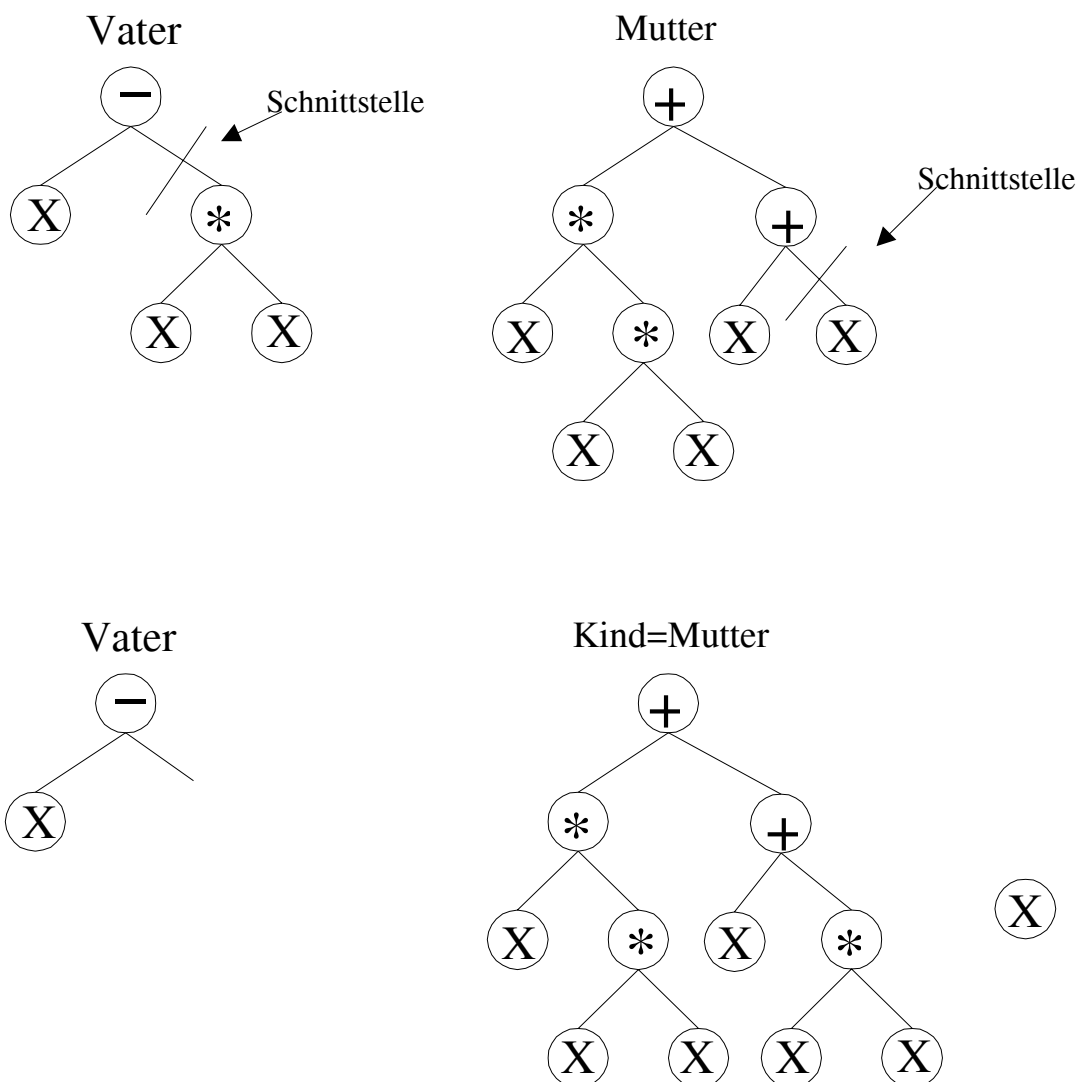 Vater Mutter
− +
Schnittstelle
Schnittstelle
X * * +
X X X * X X
X X
Vater Kind=Mutter
− +
X * +
X
X * X *
X X X X